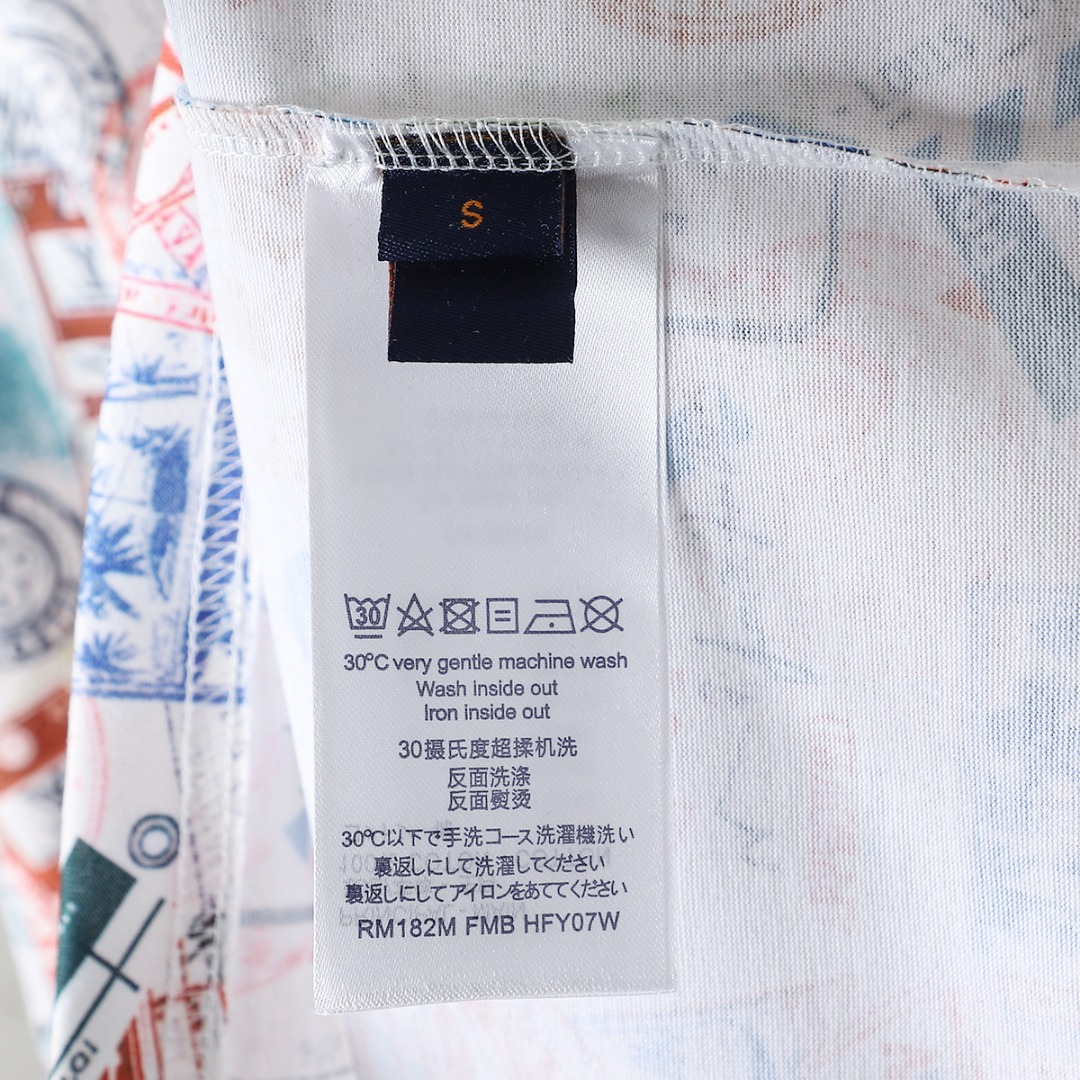 S
30
30°C very gentle machine wash
Wash inside out
Iron inside out
30摄氏度超揉机洗
反面洗涤
反面熨烫
30℃以下で手洗コース洗濯機洗い
裏返しにして洗濯してください
裏返しにしてアイロンをあててください
RM182M FMB HFY07W